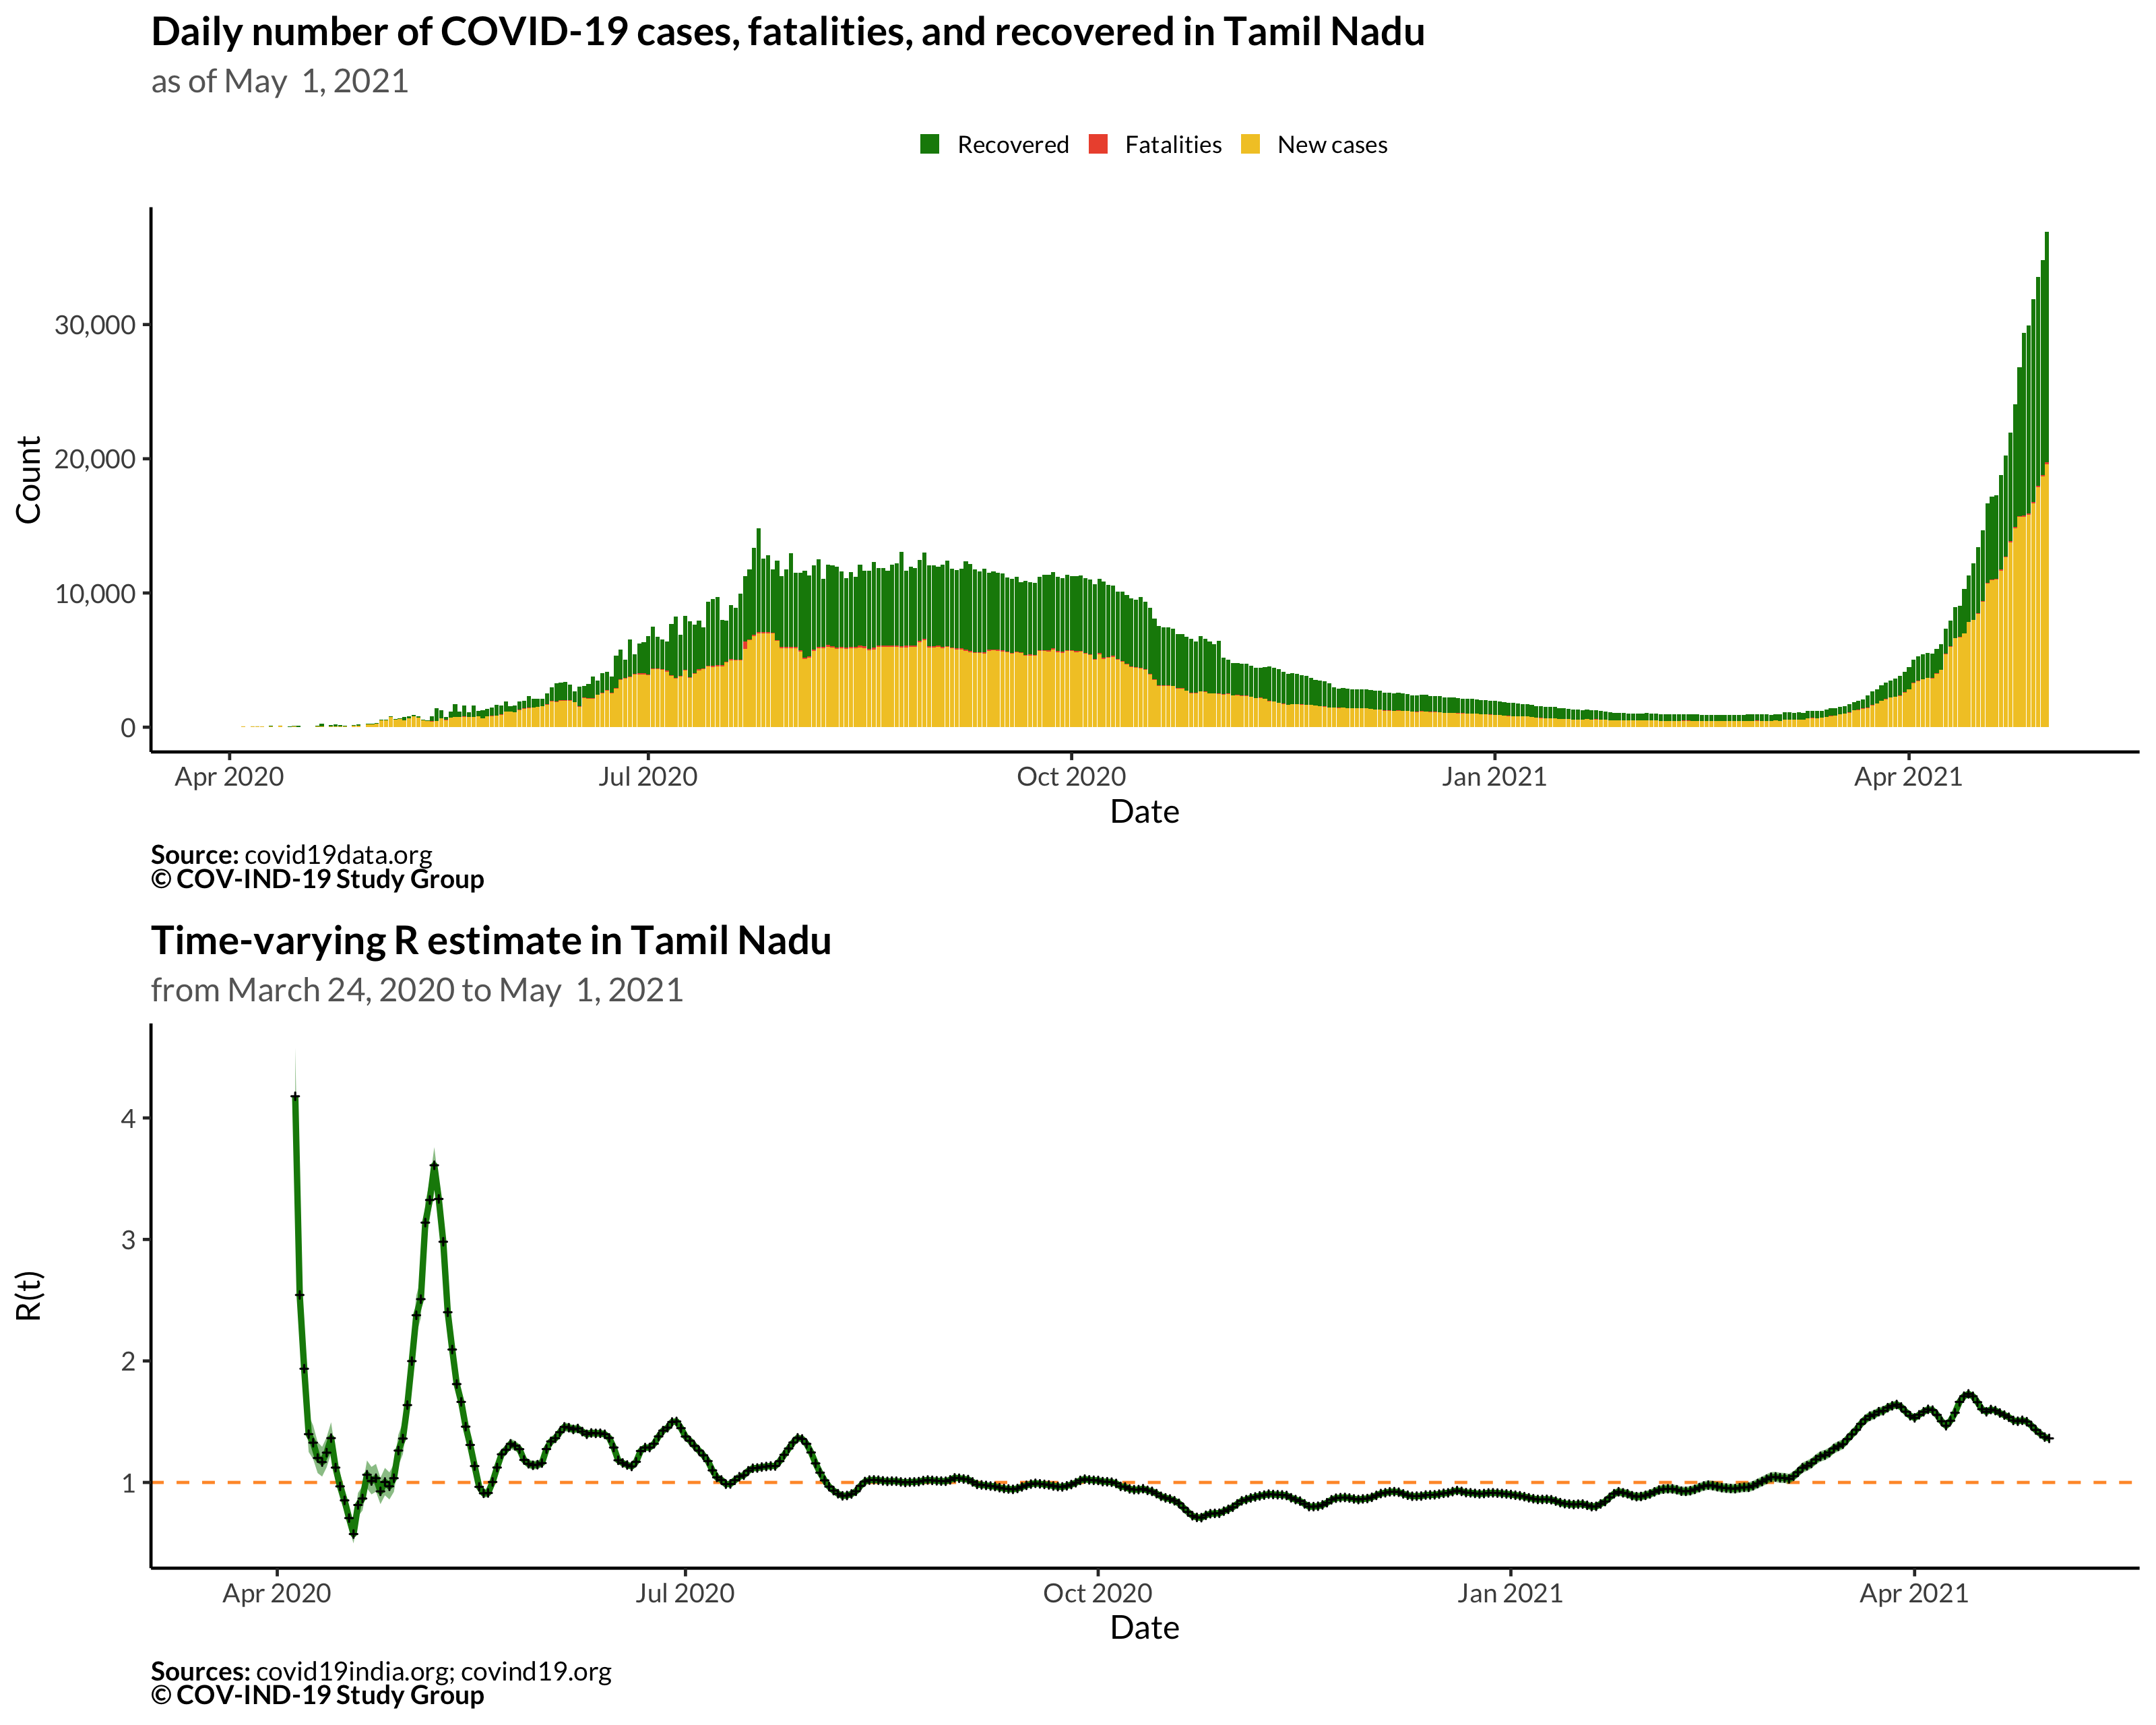 Daily number of COVID-19 cases, fatalities, and recovered in Tamil Nadu
as of May 1, 2021
Recovered Fatalities New cases
Count
30,000
20,000
10,000
0
Apr 2020 Jul 2020 Oct 2020 Jan 2021 Apr 2021
Date
Source: covid19data.org
© COV-IND-19 Study Group
Time-varying R estimate in Tamil Nadu
from March 24, 2020 to May 1, 2021
R(t)
4
3
2
1
Apr 2020 Jul 2020 Oct 2020 Jan 2021 Apr 2021
Date
Sources: covid19india.org; covind19.org
© COV-IND-19 Study Group